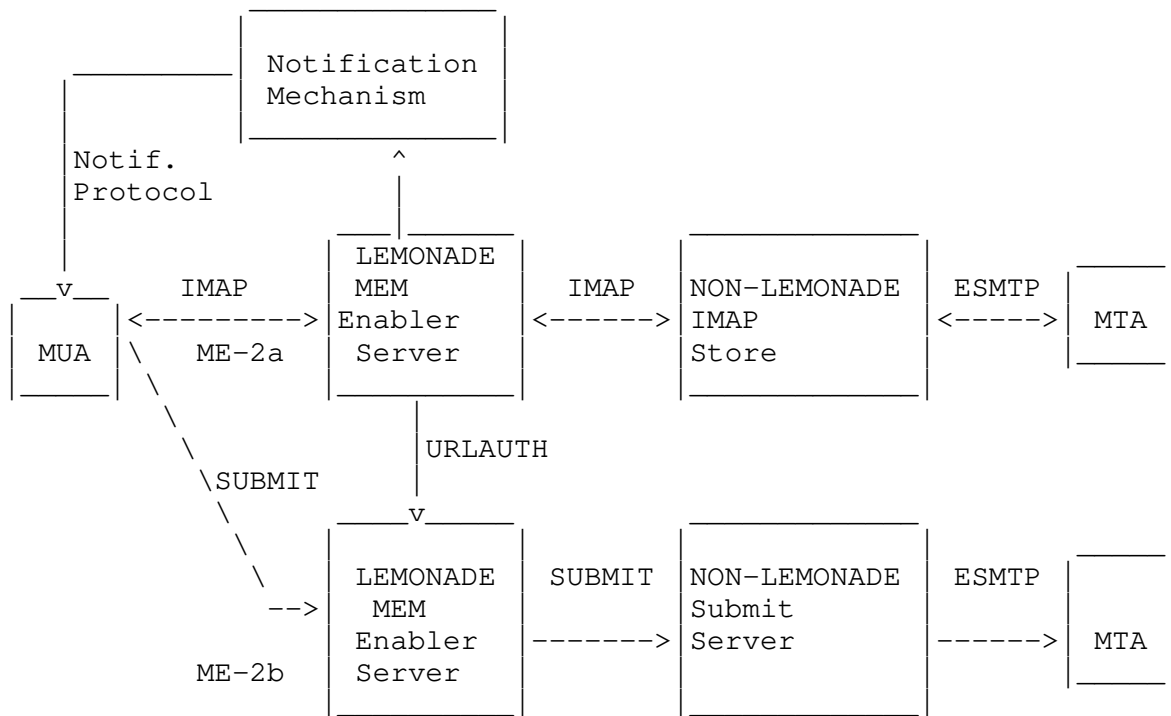 Notification
Mechanism
Notif.
Protocol
LEMONADE
MEM
Enabler
Server
IMAP
ME-2a
IMAP
NON-LEMONADE
IMAP
Store
ESMTP
MTA
MUA
URLAUTH
SUBMIT
LEMONADE
MEM
Enabler
Server
ME-2b
SUBMIT
NON-LEMONADE
Submit
Server
ESMTP
MTA